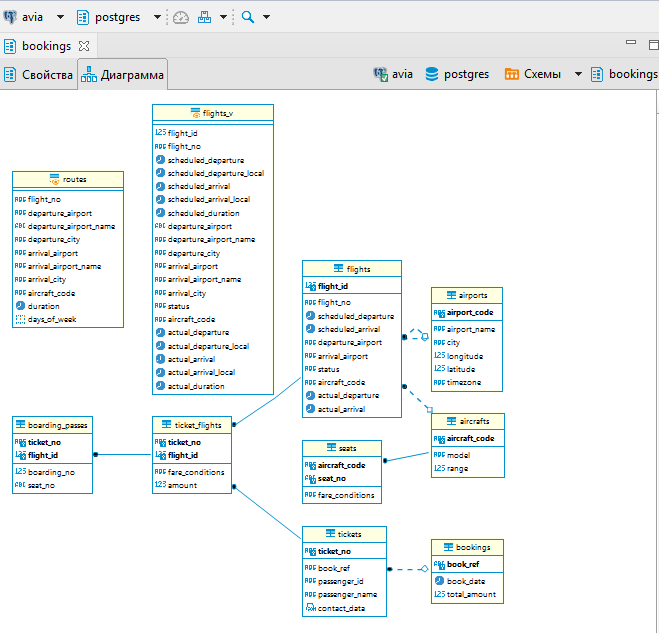 avia
postgres
bookings
Свойства
Диаграмма
avia
postgres
Схемы
bookings
flights_v
flight_id
flight_no
scheduled_departure
scheduled_departure_local
scheduled_arrival
scheduled_arrival_local
scheduled_duration
departure_airport
departure_airport_name
departure_city
arrival_airport
arrival_airport_name
arrival_city
status
aircraft_code
actual_departure
actual_departure_local
actual_arrival
actual_arrival_local
actual_duration
routes
flight_no
departure_airport
departure_airport_name
departure_city
arrival_airport
arrival_airport_name
arrival_city
aircraft_code
duration
days_of_week
flights
flight_id
flight_no
scheduled_departure
scheduled_arrival
departure_airport
arrival_airport
status
aircraft_code
actual_departure
actual_arrival
airports
airport_code
airport_name
city
longitude
latitude
timezone
boarding_passes
ticket_no
flight_id
boarding_no
seat_no
ticket_flights
ticket_no
flight_id
fare_conditions
amount
seats
aircraft_code
seat_no
fare_conditions
aircrafts
aircraft_code
model
range
tickets
ticket_no
book_ref
passenger_id
passenger_name
contact_data
bookings
book_ref
book_date
total_amount